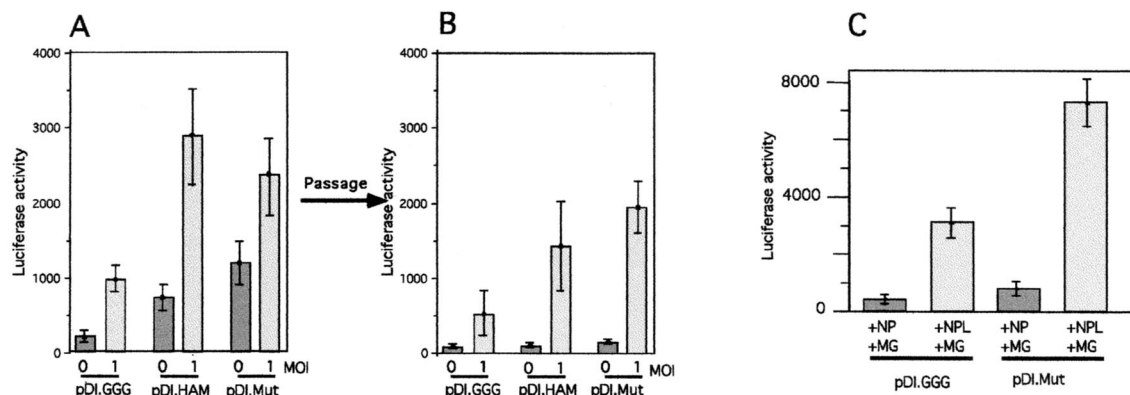 A
B
C
4000
3000
2000
1000
0
Luciferase activity
0 1 0 1 0 1 MOI
pDI.GGG pDI.HAM pDI.Mut
Passage
4000
3000
2000
1000
0
Luciferase activity
0 1 0 1 0 1 MOI
pDI.GGG pDI.HAM pDI.Mut
8000
4000
0
Luciferase activity
+NP +NPL +NP +NPL
+MG +MG +MG +MG
pDI.GGG pDI.Mut